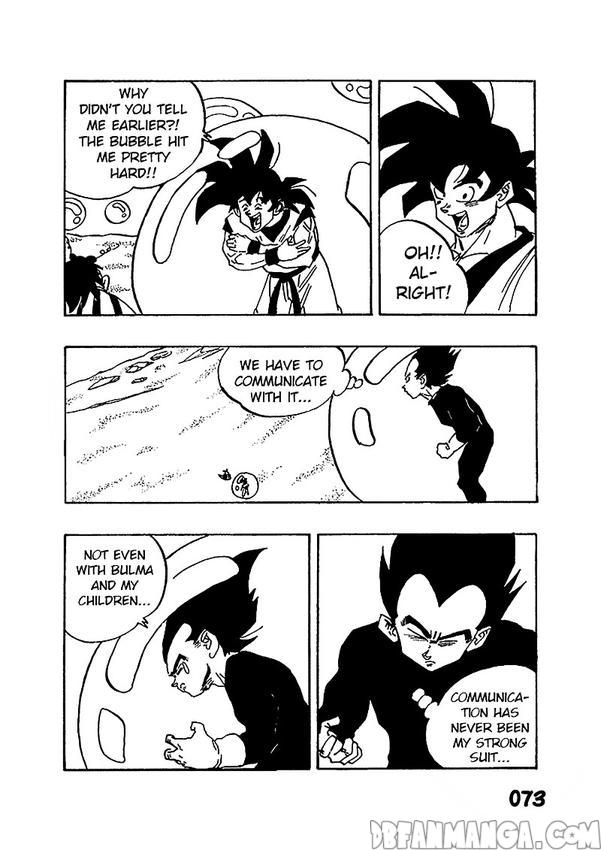 WHY
DIDN'T YOU TELL
ME EARLIER?!
THE BUBBLE HIT
ME PRETTY
HARD!!
OH!!
AL-
RIGHT!
WE HAVE TO
COMMUNICATE
WITH IT...
NOT EVEN
WITH BULMA
AND MY
CHILDREN...
COMMUNICA-
TION HAS
NEVER BEEN
MY STRONG
SUIT...
073
DBFANMANGA.COM